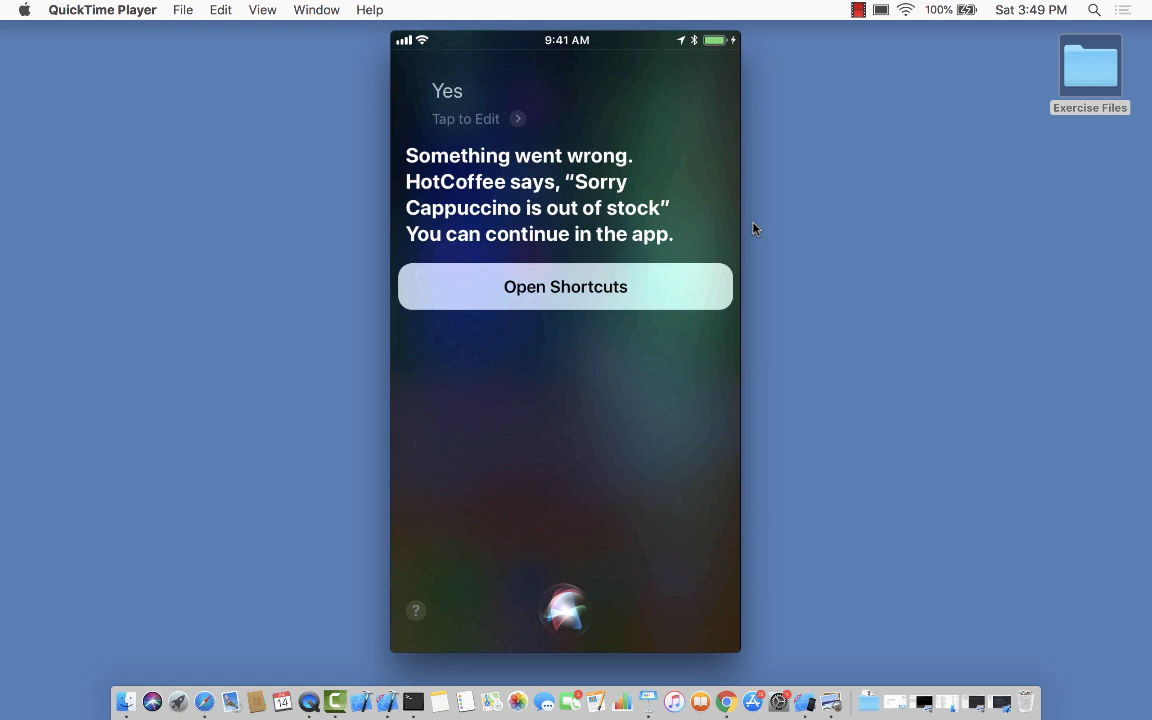 QuickTime Player File Edit View Window Help 100% Sat 3:49 PM
9:41 AM
Exercise Files
Yes
Tap to Edit
Something went wrong.
HotCoffee says, “Sorry
Cappuccino is out of stock”
You can continue in the app.
Open Shortcuts
?
14